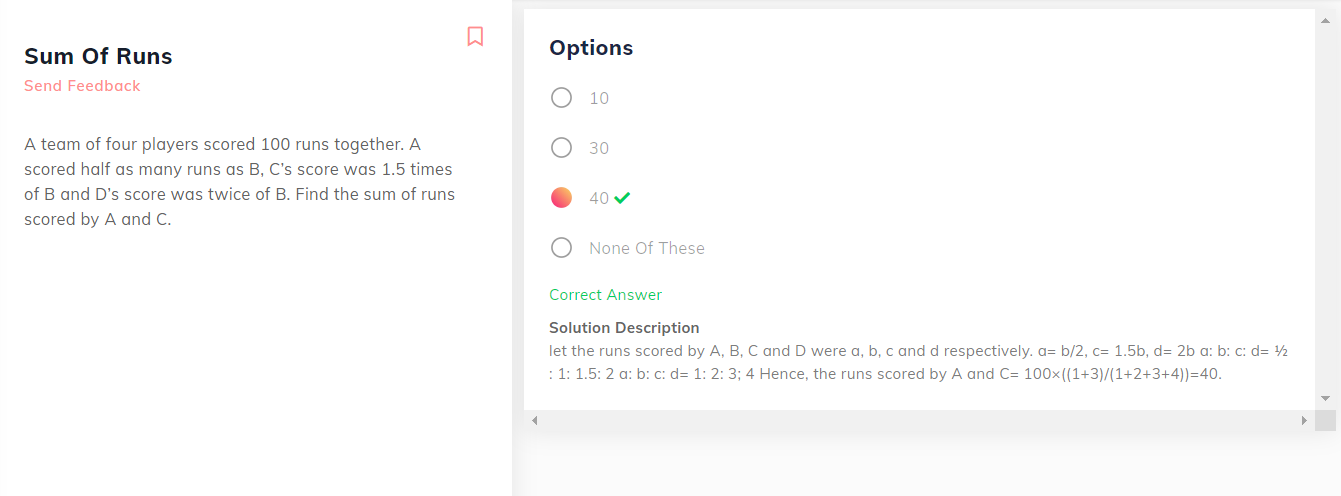 Sum Of Runs
Send Feedback
A team of four players scored 100 runs together. A
scored half as many runs as B, C's score was 1.5 times
of B and D's score was twice of B. Find the sum of runs
scored by A and C.
Options
10
30
40
None Of These
Correct Answer
Solution Description
let the runs scored by A, B, C and D were a, b, c and d respectively. a= b/2, c= 1.5b, d= 2b a: b: c: d= ½
: 1: 1.5: 2 a: b: c: d= 1: 2: 3; 4 Hence, the runs scored by A and C= 100×((1+3)/(1+2+3+4))=40.